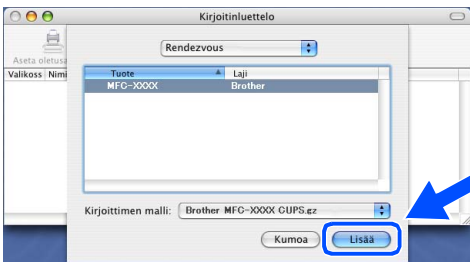 Kirjoitinluettelo
Rendezvous
Aseta oletusa
Valikoss Nimi
Tuote Laji
MFC-XXXX Brother
Kirjoittimen malli: Brother MFC-XXXX CUPS.gz
Kumoa Lisää